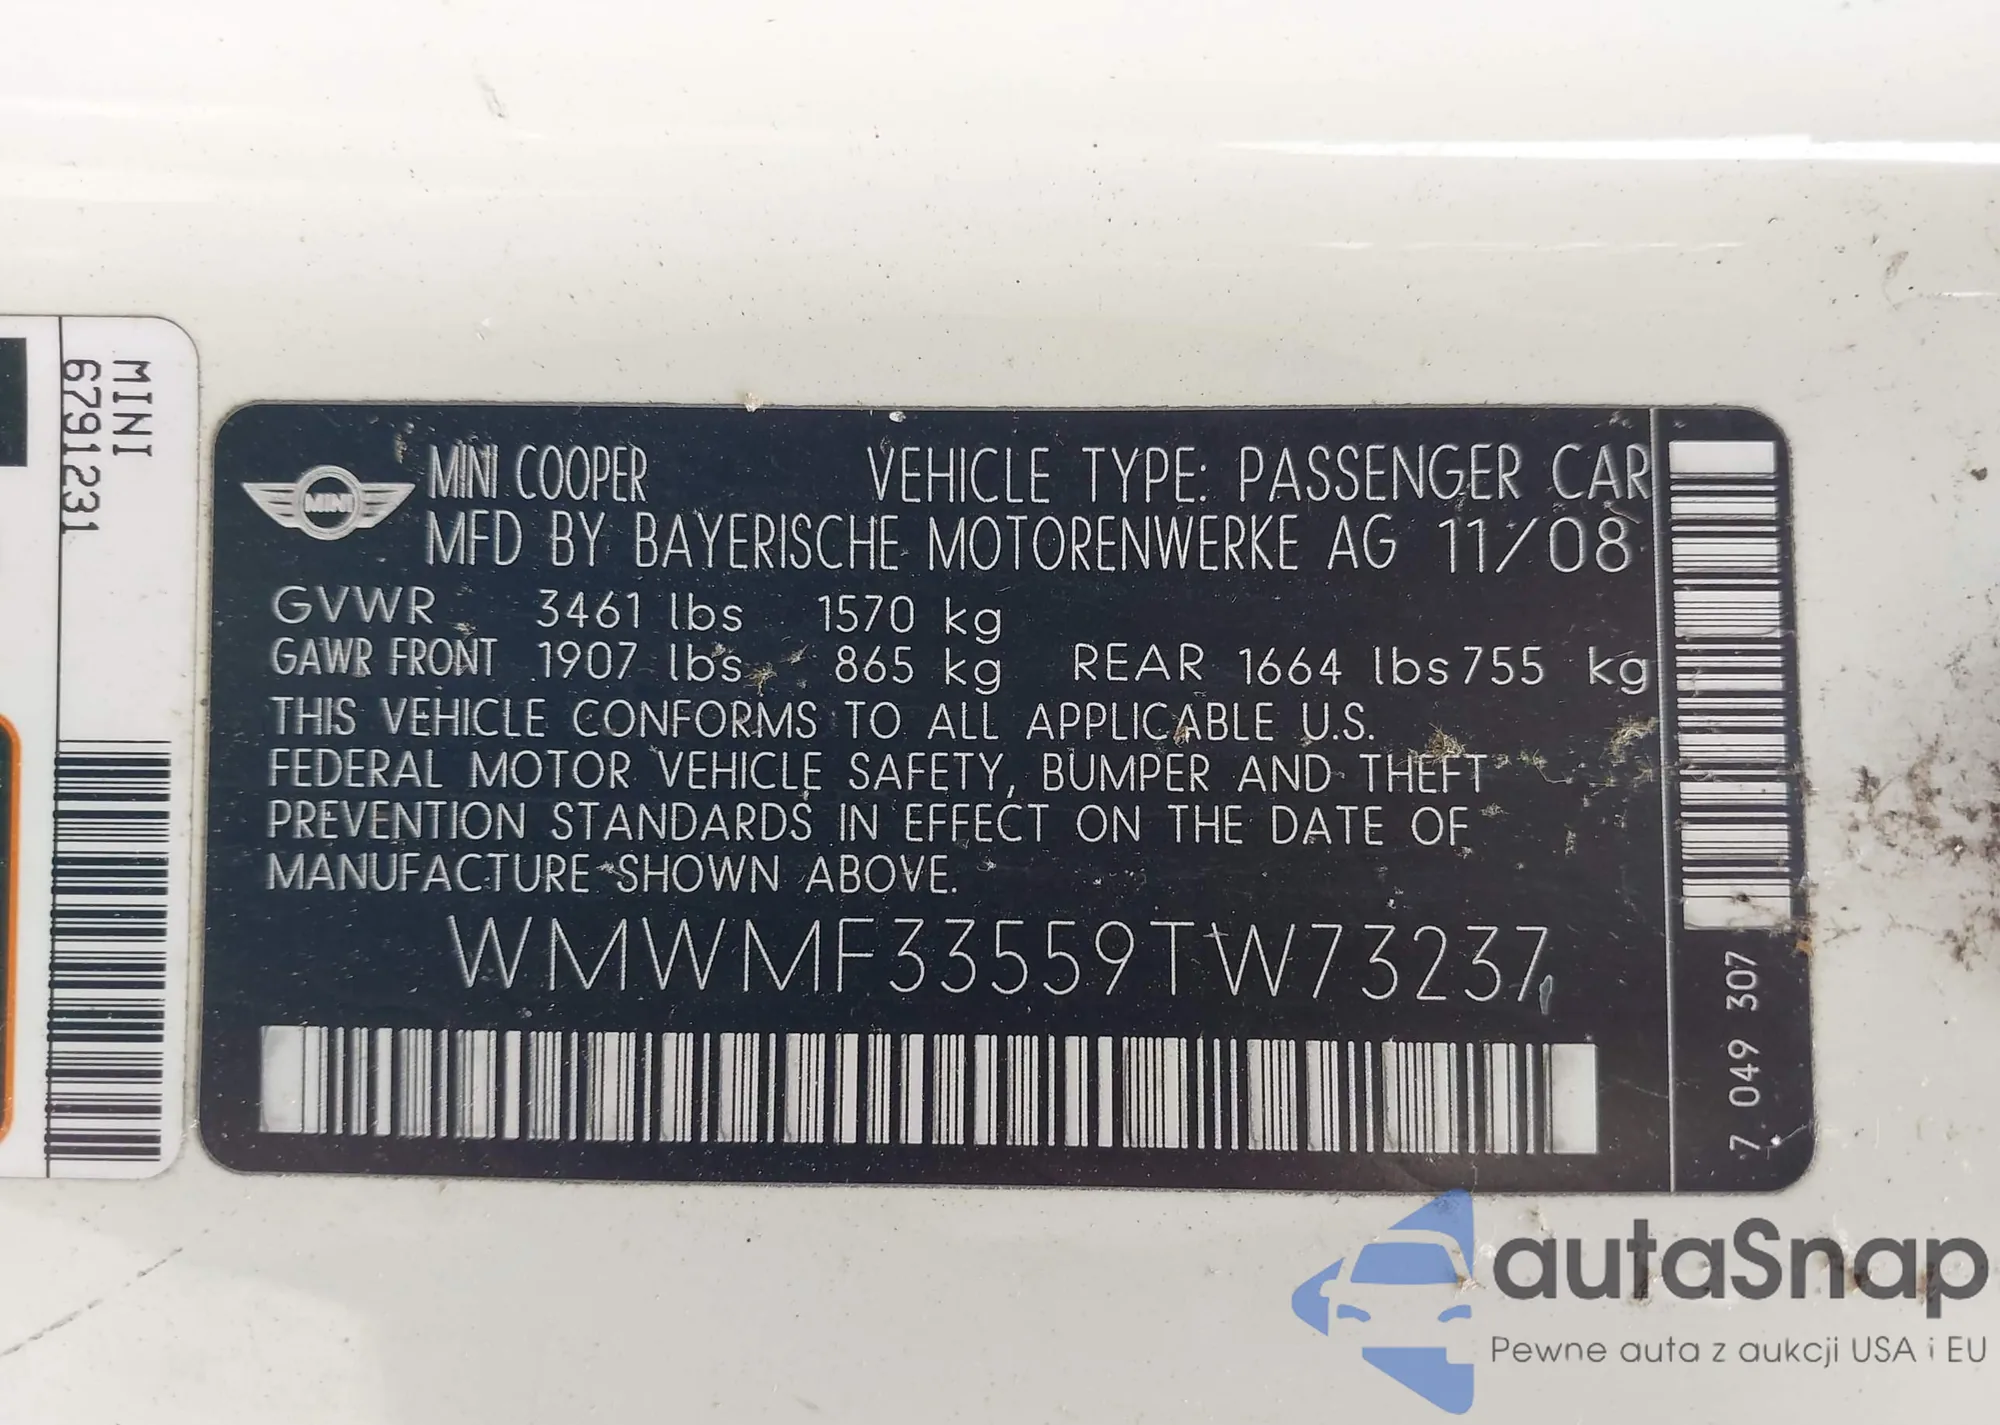 MINI
6791231
MINI
MINI COOPER VEHICLE TYPE: PASSENGER CAR
MFD BY BAYERISCHE MOTORENWERKE AG 11/08
GVWR 3461 lbs 1570 kg
GAWR FRONT 1907 lbs 865 kg REAR 1664 lbs 755 kg
THIS VEHICLE CONFORMS TO ALL APPLICABLE U.S.
FEDERAL MOTOR VEHICLE SAFETY, BUMPER AND THEFT
PREVENTION STANDARDS IN EFFECT ON THE DATE OF
MANUFACTURE SHOWN ABOVE.
WMWMF33559TW73237
7 049 307
autaSnap
Pewne auta z aukcji USA i EU